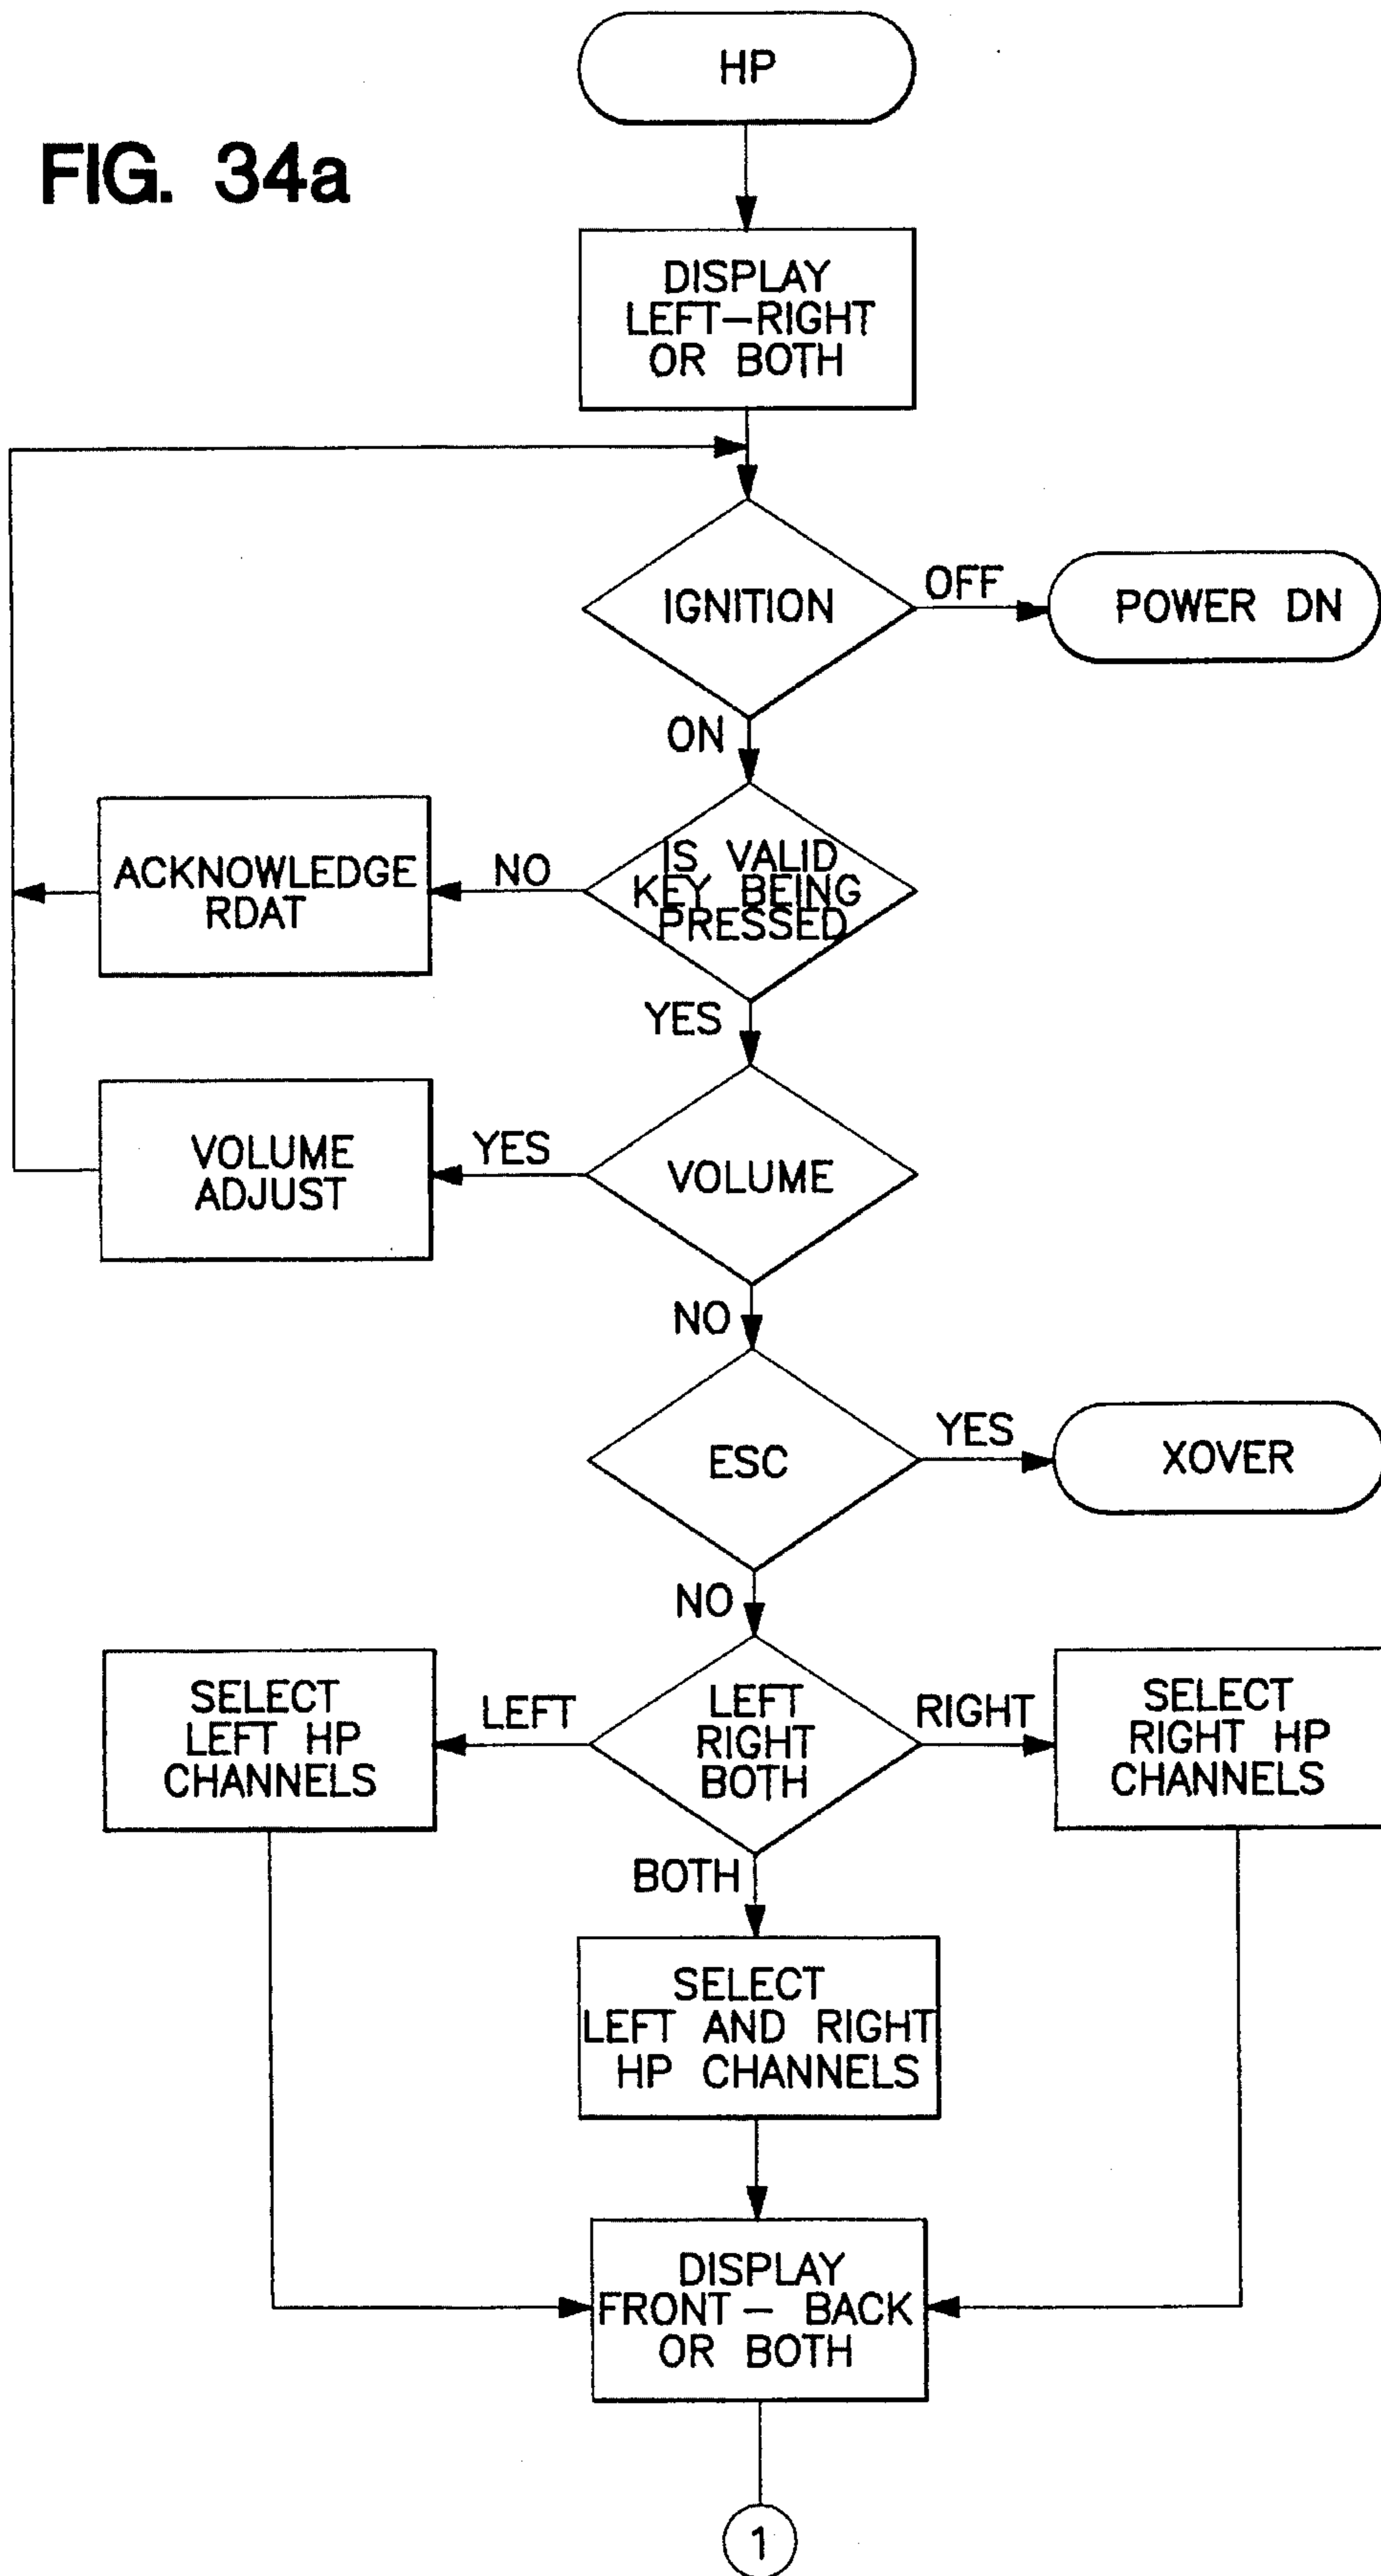 HP
FIG. 34a
DISPLAY
LEFT-RIGHT
OR BOTH
IGNITION
OFF
POWER DN
ON
IS VALID
KEY BEING
PRESSED
NO
ACKNOWLEDGE
RDAT
YES
VOLUME
YES
VOLUME
ADJUST
NO
ESC
YES
XOVER
NO
LEFT
RIGHT
BOTH
LEFT
SELECT
LEFT HP
CHANNELS
RIGHT
SELECT
RIGHT HP
CHANNELS
BOTH
SELECT
LEFT AND RIGHT
HP CHANNELS
DISPLAY
FRONT - BACK
OR BOTH
1